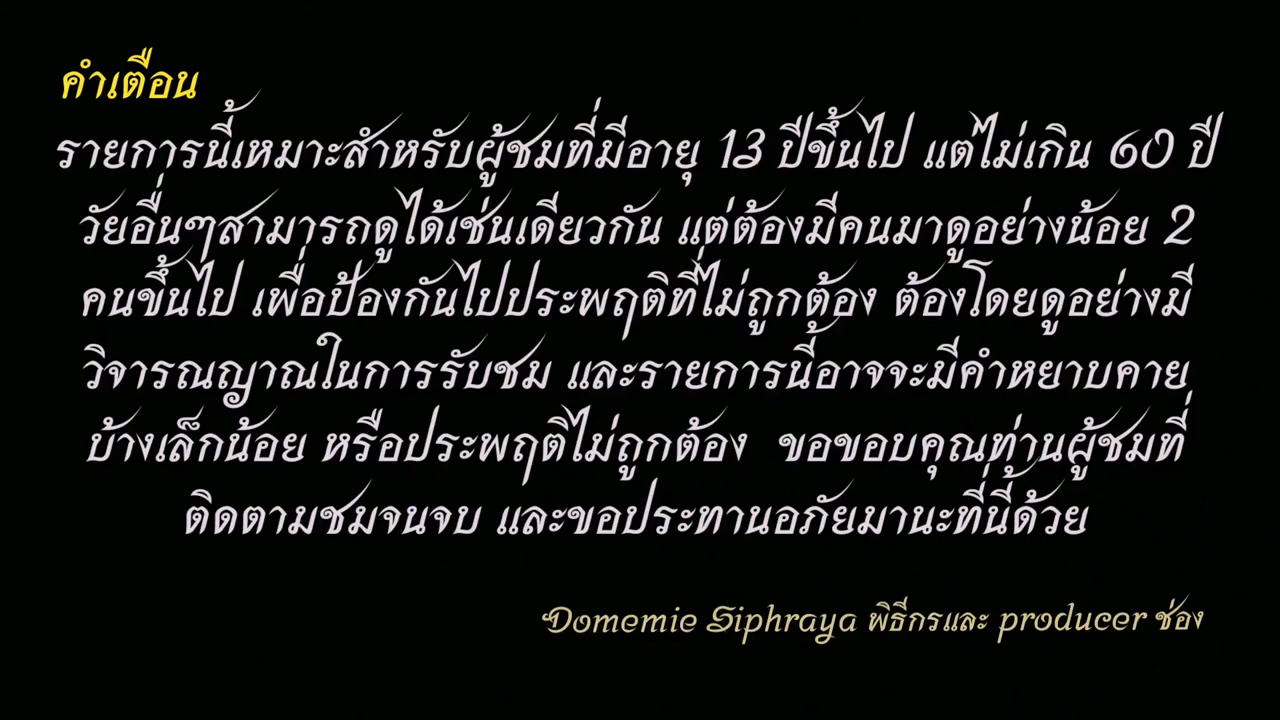 คำเตือน
รายการนี้เหมาะสำหรับผู้ชมที่มีอายุ 13 ปีขึ้นไป แต่ไม่เกิน 60 ปี
วัยอื่นๆสามารถดูได้เช่นเดียวกัน แต่ต้องมีคนมาดูอย่างน้อย 2
คนขึ้นไป เพื่อป้องกันไปประพฤติที่ไม่ถูกต้อง ต้องโดยดูอย่างมี
วิจารณญาณในการรับชม และรายการนี้อาจจะมีคำหยาบคาย
บ้างเล็กน้อย หรือประพฤติไม่ถูกต้อง ขอขอบคุณท่านผู้ชมที่
ติดตามชมจนจบ และขอประทานอภัยมานะที่นี้ด้วย
Domemie Siphraya พิธีกรและ producer ช่อง